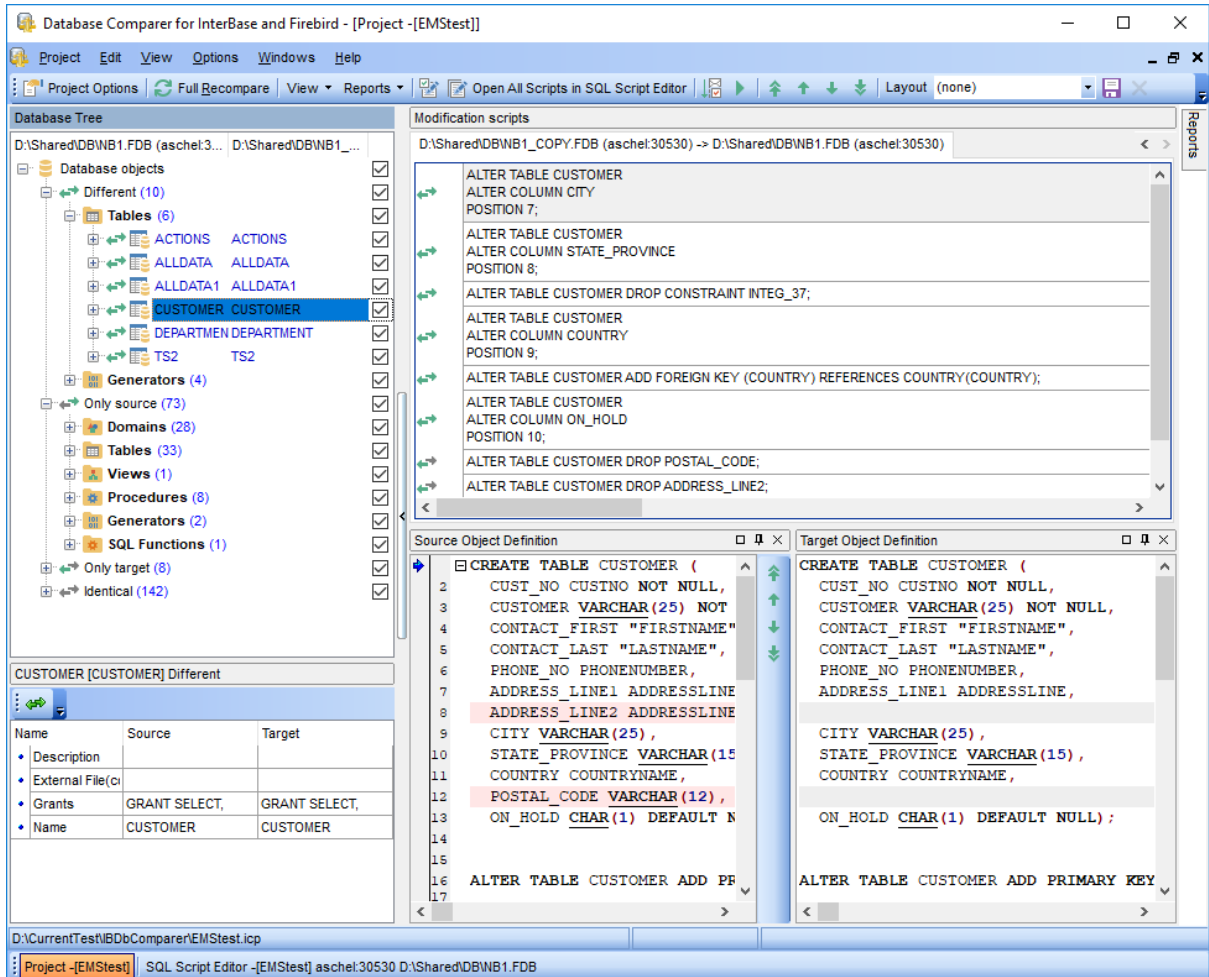 Database Comparer for InterBase and Firebird - [Project -[EMStest]]
Project Edit View Options Windows Help
Project Options Full Recompare View Reports Open All Scripts in SQL Script Editor Layout (none)
Database Tree
D:\Shared\DB\NB1.FDB (aschel:3... D:\Shared\DB\NB1_...
Database objects
Different (10)
Tables (6)
ACTIONS ACTIONS
ALLDATA ALLDATA
ALLDATA1 ALLDATA1
CUSTOMER CUSTOMER
DEPARTMEN DEPARTMENT
TS2 TS2
Generators (4)
Only source (73)
Domains (28)
Tables (33)
Views (1)
Procedures (8)
Generators (2)
SQL Functions (1)
Only target (8)
Identical (142)
Modification scripts
D:\Shared\DB\NB1_COPY.FDB (aschel:30530) -> D:\Shared\DB\NB1.FDB (aschel:30530)
ALTER TABLE CUSTOMER
ALTER COLUMN CITY
POSITION 7;
ALTER TABLE CUSTOMER
ALTER COLUMN STATE_PROVINCE
POSITION 8;
ALTER TABLE CUSTOMER DROP CONSTRAINT INTEG_37;
ALTER TABLE CUSTOMER
ALTER COLUMN COUNTRY
POSITION 9;
ALTER TABLE CUSTOMER ADD FOREIGN KEY (COUNTRY) REFERENCES COUNTRY(COUNTRY);
ALTER TABLE CUSTOMER
ALTER COLUMN ON_HOLD
POSITION 10;
ALTER TABLE CUSTOMER DROP POSTAL_CODE;
ALTER TABLE CUSTOMER DROP ADDRESS_LINE2;
Reports
CUSTOMER [CUSTOMER] Different
Name Source Target
Description
External File(c
Grants GRANT SELECT, GRANT SELECT,
Name CUSTOMER CUSTOMER
Source Object Definition
CREATE TABLE CUSTOMER (
2 CUST_NO CUSTNO NOT NULL,
3 CUSTOMER VARCHAR(25) NOT
4 CONTACT_FIRST "FIRSTNAME"
5 CONTACT_LAST "LASTNAME",
6 PHONE_NO PHONENUMBER,
7 ADDRESS_LINE1 ADDRESSLINE
8 ADDRESS_LINE2 ADDRESSLINE
9 CITY VARCHAR(25),
10 STATE_PROVINCE VARCHAR(15
11 COUNTRY COUNTRYNAME,
12 POSTAL_CODE VARCHAR(12),
13 ON_HOLD CHAR(1) DEFAULT N
14
15
16 ALTER TABLE CUSTOMER ADD PR
17
Target Object Definition
CREATE TABLE CUSTOMER (
CUST_NO CUSTNO NOT NULL,
CUSTOMER VARCHAR(25) NOT NULL,
CONTACT_FIRST "FIRSTNAME",
CONTACT_LAST "LASTNAME",
PHONE_NO PHONENUMBER,
ADDRESS_LINE1 ADDRESSLINE,
CITY VARCHAR(25),
STATE_PROVINCE VARCHAR(15),
COUNTRY COUNTRYNAME,
ON_HOLD CHAR(1) DEFAULT NULL);
ALTER TABLE CUSTOMER ADD PRIMARY KEY
D:\CurrentTest\IBDbComparer\EMStest.icp
Project -[EMStest] SQL Script Editor -[EMStest] aschel:30530 D:\Shared\DB\NB1.FDB